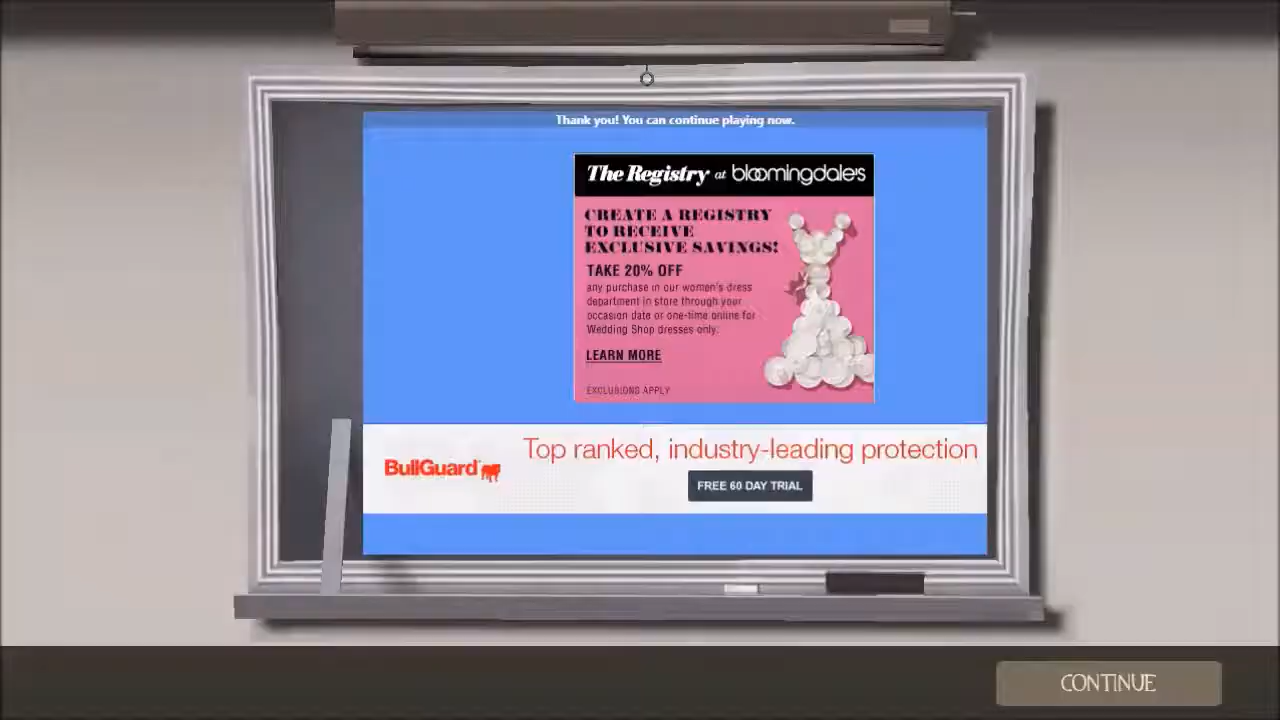 Thank you! You can continue playing now.
The Registry at bloomingdale's
CREATE A REGISTRY
TO RECEIVE
EXCLUSIVE SAVINGS!
TAKE 20% OFF
any purchase in our women's dress
department in store through your
occasion date or one-time online for
Wedding Shop dresses only.
LEARN MORE
EXCLUSIONS APPLY
Top ranked, industry-leading protection
BullGuard
FREE 60 DAY TRIAL
CONTINUE